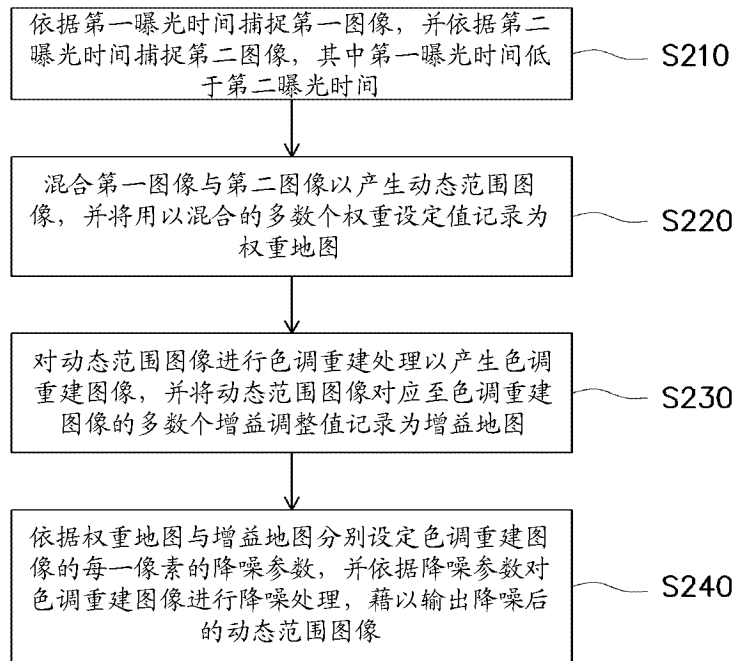 依据第一曝光时间捕捉第一图像，并依据第二
曝光时间捕捉第二图像，其中第一曝光时间低
于第二曝光时间
S210
混合第一图像与第二图像以产生动态范围图
像，并将用以混合的多数个权重设定值记录为
权重地图
S220
对动态范围图像进行色调重建处理以产生色调
重建图像，并将动态范围图像对应至色调重建
图像的多数个增益调整值记录为增益地图
S230
依据权重地图与增益地图分别设定色调重建图
像的每一像素的降噪参数，并依据降噪参数对
色调重建图像进行降噪处理，藉以输出降噪后
的动态范围图像
S240